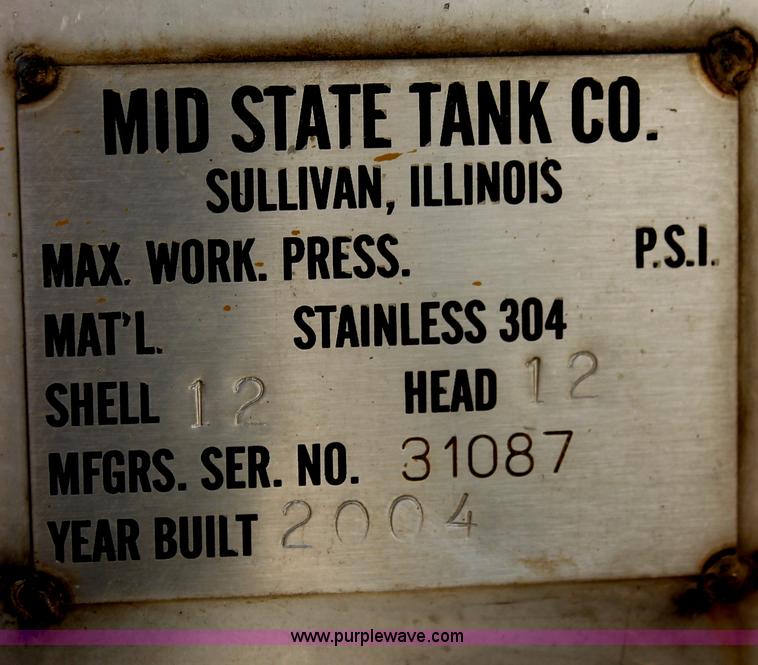 MID STATE TANK CO.
SULLIVAN, ILLINOIS
MAX. WORK. PRESS. P.S.I.
MAT'L. STAINLESS 304
SHELL 12 HEAD 12
MFGRS. SER. NO. 31087
YEAR BUILT 2004
www.purplewave.com